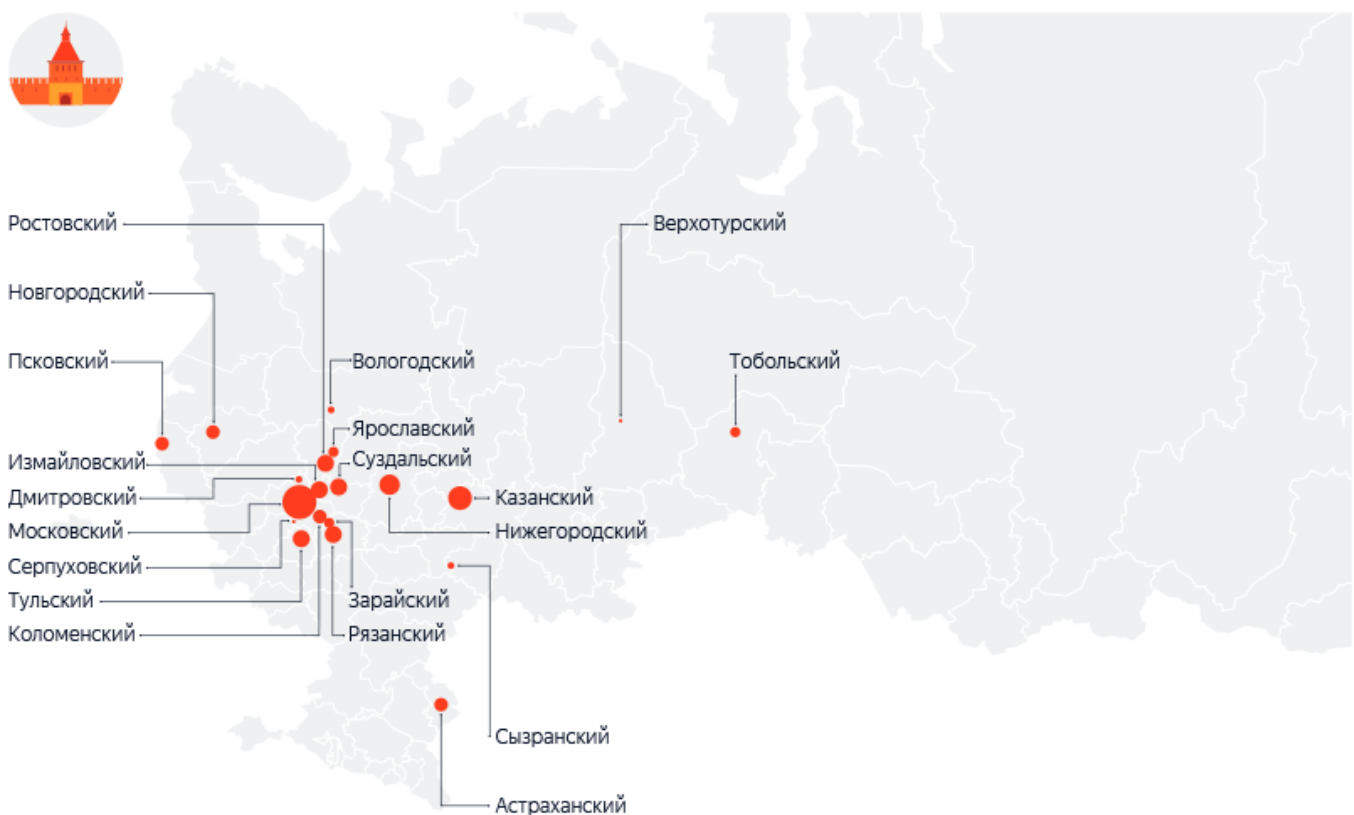 Ростовский
Верхотурский
Новгородский
Псковский
Вологодский
Тобольский
Ярославский
Измайловский
Суздальский
Дмитровский
Казанский
Московский
Нижегородский
Серпуховский
Тульский
Зарайский
Коломенский
Рязанский
Сызранский
Астраханский